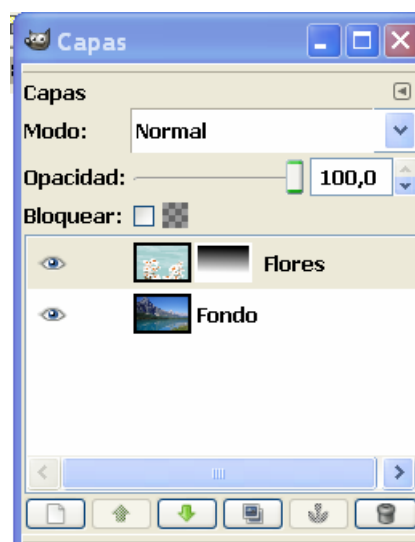 Capas
Capas
Modo: Normal
Opacidad: 100,0
Bloquear:
Flores
Fondo